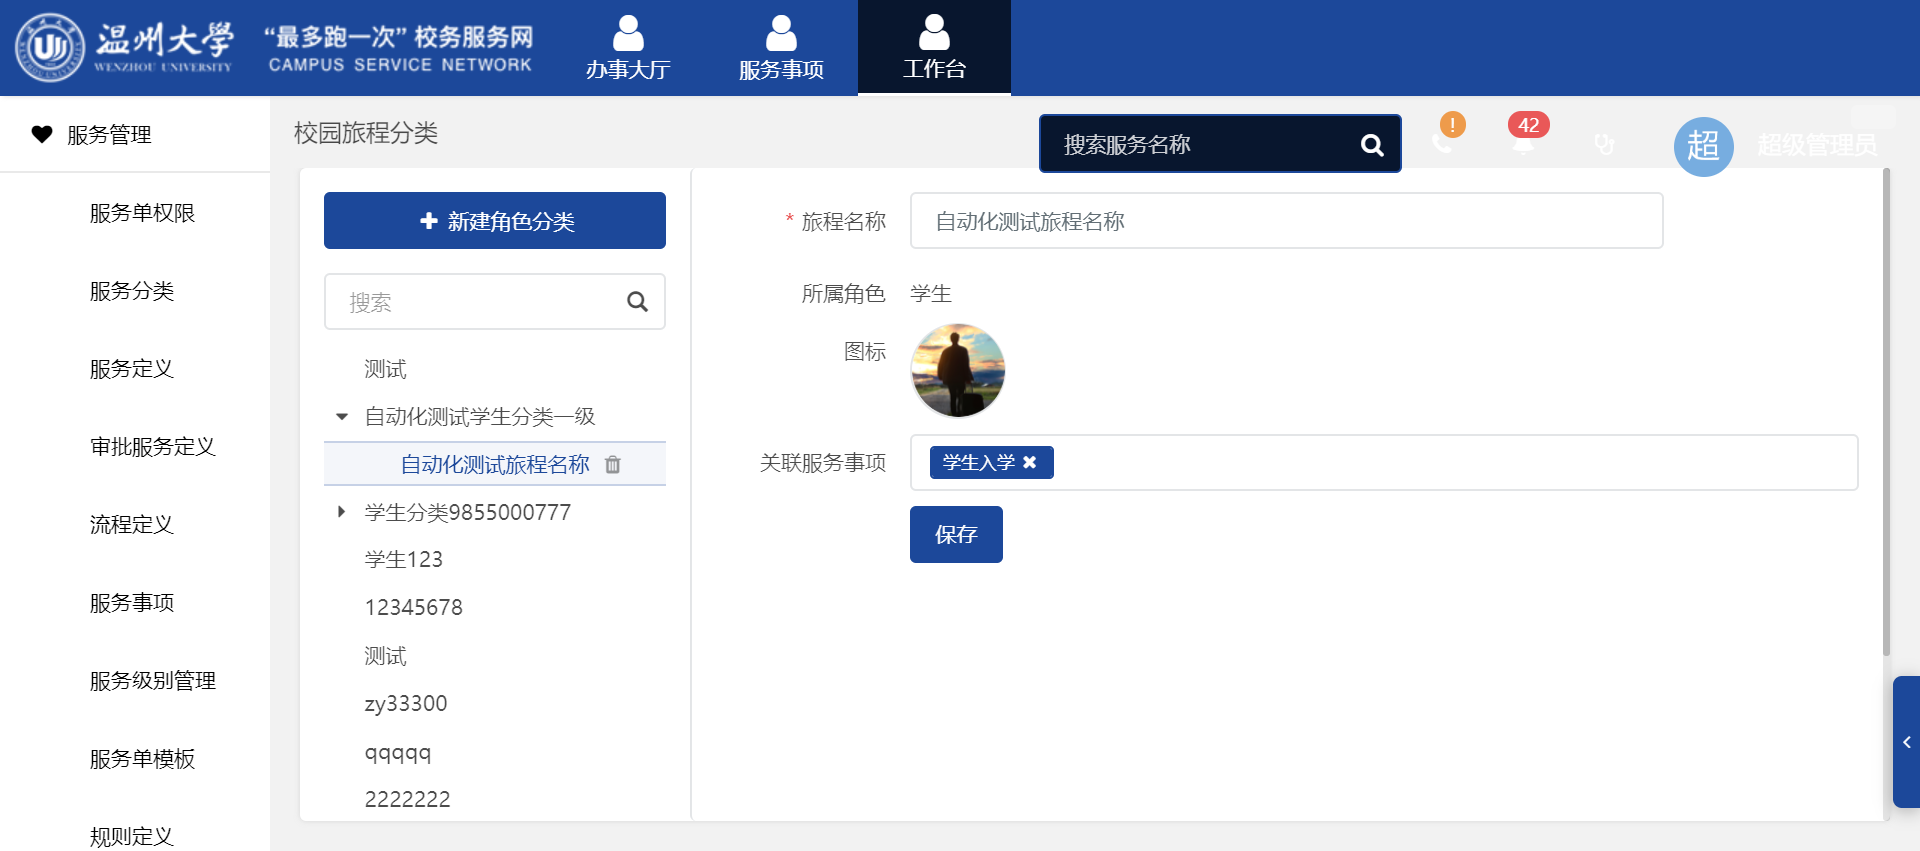 温州大学
WENZHOU UNIVERSITY
“最多跑一次” 校务服务网
CAMPUS SERVICE NETWORK
办事大厅
服务事项
工作台
服务管理
服务单权限
服务分类
服务定义
审批服务定义
流程定义
服务事项
服务级别管理
服务单模板
规则定义
校园旅程分类
搜索服务名称
!
42
超
超级管理员
新建角色分类
搜索
测试
自动化测试学生分类一级
自动化测试旅程名称
学生分类9855000777
学生123
12345678
测试
zy33300
qqqqq
2222222
* 旅程名称
自动化测试旅程名称
所属角色 学生
图标
关联服务事项
学生入学
保存